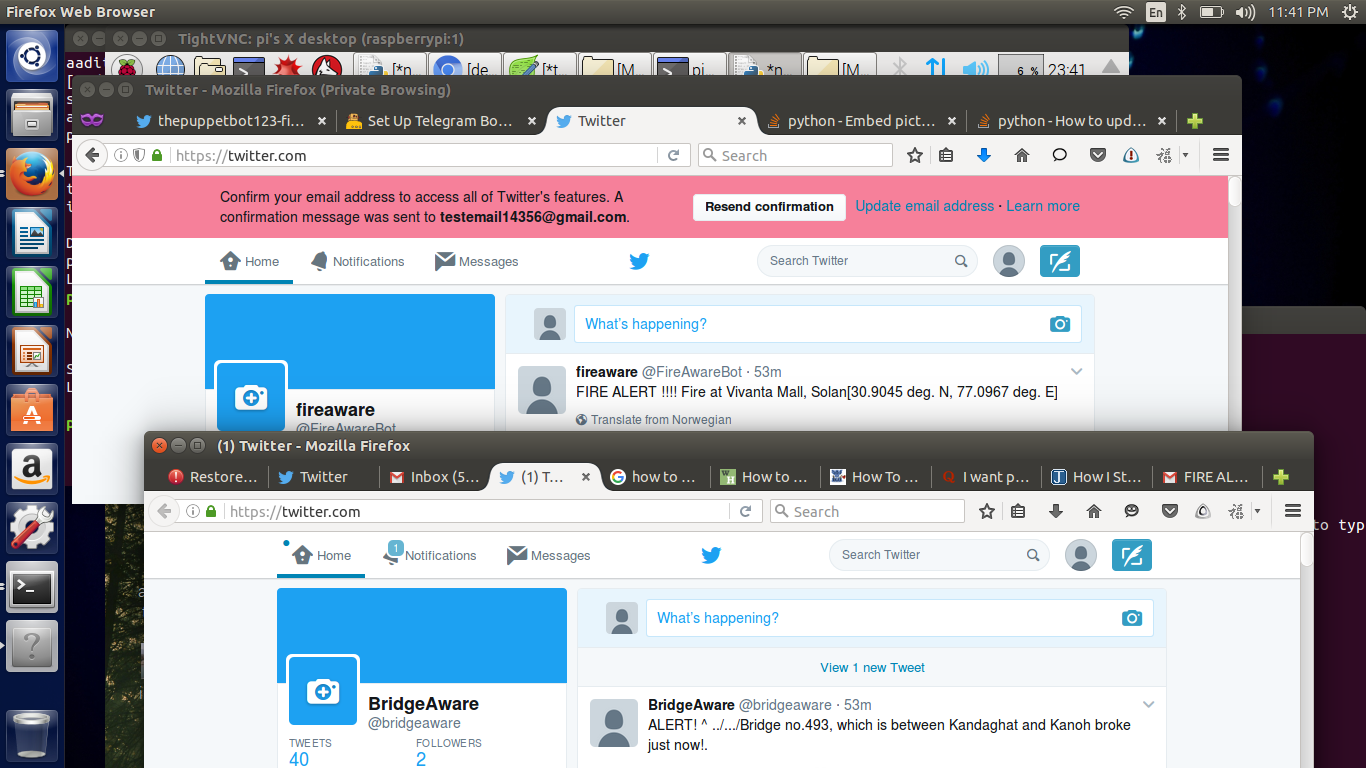 Firefox Web Browser
En
11:41 PM
TightVNC: pi's X desktop (raspberrypi:1)
[*n...
[de
[*t...
[M...
pi
[*n...
[M...
6 %
23:41
Twitter - Mozilla Firefox (Private Browsing)
thepuppetbot123-fi...
Set Up Telegram Bo...
Twitter
python - Embed pict...
python - How to upd...
https://twitter.com
Search
Confirm your email address to access all of Twitter's features. A
confirmation message was sent to testemail14356@gmail.com.
Resend confirmation
Update email address · Learn more
Home
Notifications
Messages
Search Twitter
What's happening?
fireaware @FireAwareBot · 53m
FIRE ALERT !!!! Fire at Vivanta Mall, Solan[30.9045 deg. N, 77.0967 deg. E]
Translate from Norwegian
fireaware
@FireAwareBot
(1) Twitter - Mozilla Firefox
Restore...
Twitter
Inbox (5...
(1) T...
how to ...
How to ...
How To ...
I want p...
How I St...
FIRE AL...
https://twitter.com
Search
to typ
Home
1
Notifications
Messages
Search Twitter
What's happening?
View 1 new Tweet
BridgeAware
@bridgeaware
TWEETS
40
FOLLOWERS
2
BridgeAware @bridgeaware · 53m
ALERT! ^ ../.../Bridge no.493, which is between Kandaghat and Kanoh broke
just now!.